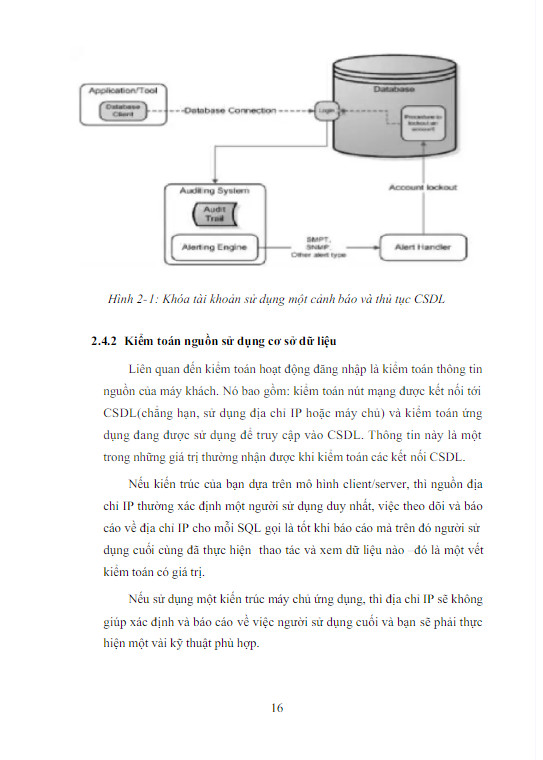 Application/Tool
Database
Client
Database Connection
Login
Database
Procedure to
lockout an
account
Auditing System
Audit
Trail
Alerting Engine
SMPT,
SNMP,
Other alert type
Account lockout
Alert Handler
Hình 2-1: Khóa tài khoản sử dụng một cảnh báo và thủ tục CSDL
2.4.2 Kiểm toán nguồn sử dụng cơ sở dữ liệu
Liên quan đến kiểm toán hoạt động đăng nhập là kiểm toán thông tin
nguồn của máy khách. Nó bao gồm: kiểm toán nút mạng được kết nối tới
CSDL(chẳng hạn, sử dụng địa chỉ IP hoặc máy chủ) và kiểm toán ứng
dụng đang được sử dụng để truy cập vào CSDL. Thông tin này là một
trong những giá trị thường nhận được khi kiểm toán các kết nối CSDL.
Nếu kiến trúc của bạn dựa trên mô hình client/server, thì nguồn địa
chỉ IP thường xác định một người sử dụng duy nhất, việc theo dõi và báo
cáo về địa chỉ IP cho mỗi SQL gọi là tốt khi báo cáo mà trên đó người sử
dụng cuối cùng đã thực hiện thao tác và xem dữ liệu nào –đó là một vết
kiểm toán có giá trị.
Nếu sử dụng một kiến trúc máy chủ ứng dụng, thì địa chỉ IP sẽ không
giúp xác định và báo cáo về việc người sử dụng cuối và bạn sẽ phải thực
hiện một vài kỹ thuật phù hợp.
16